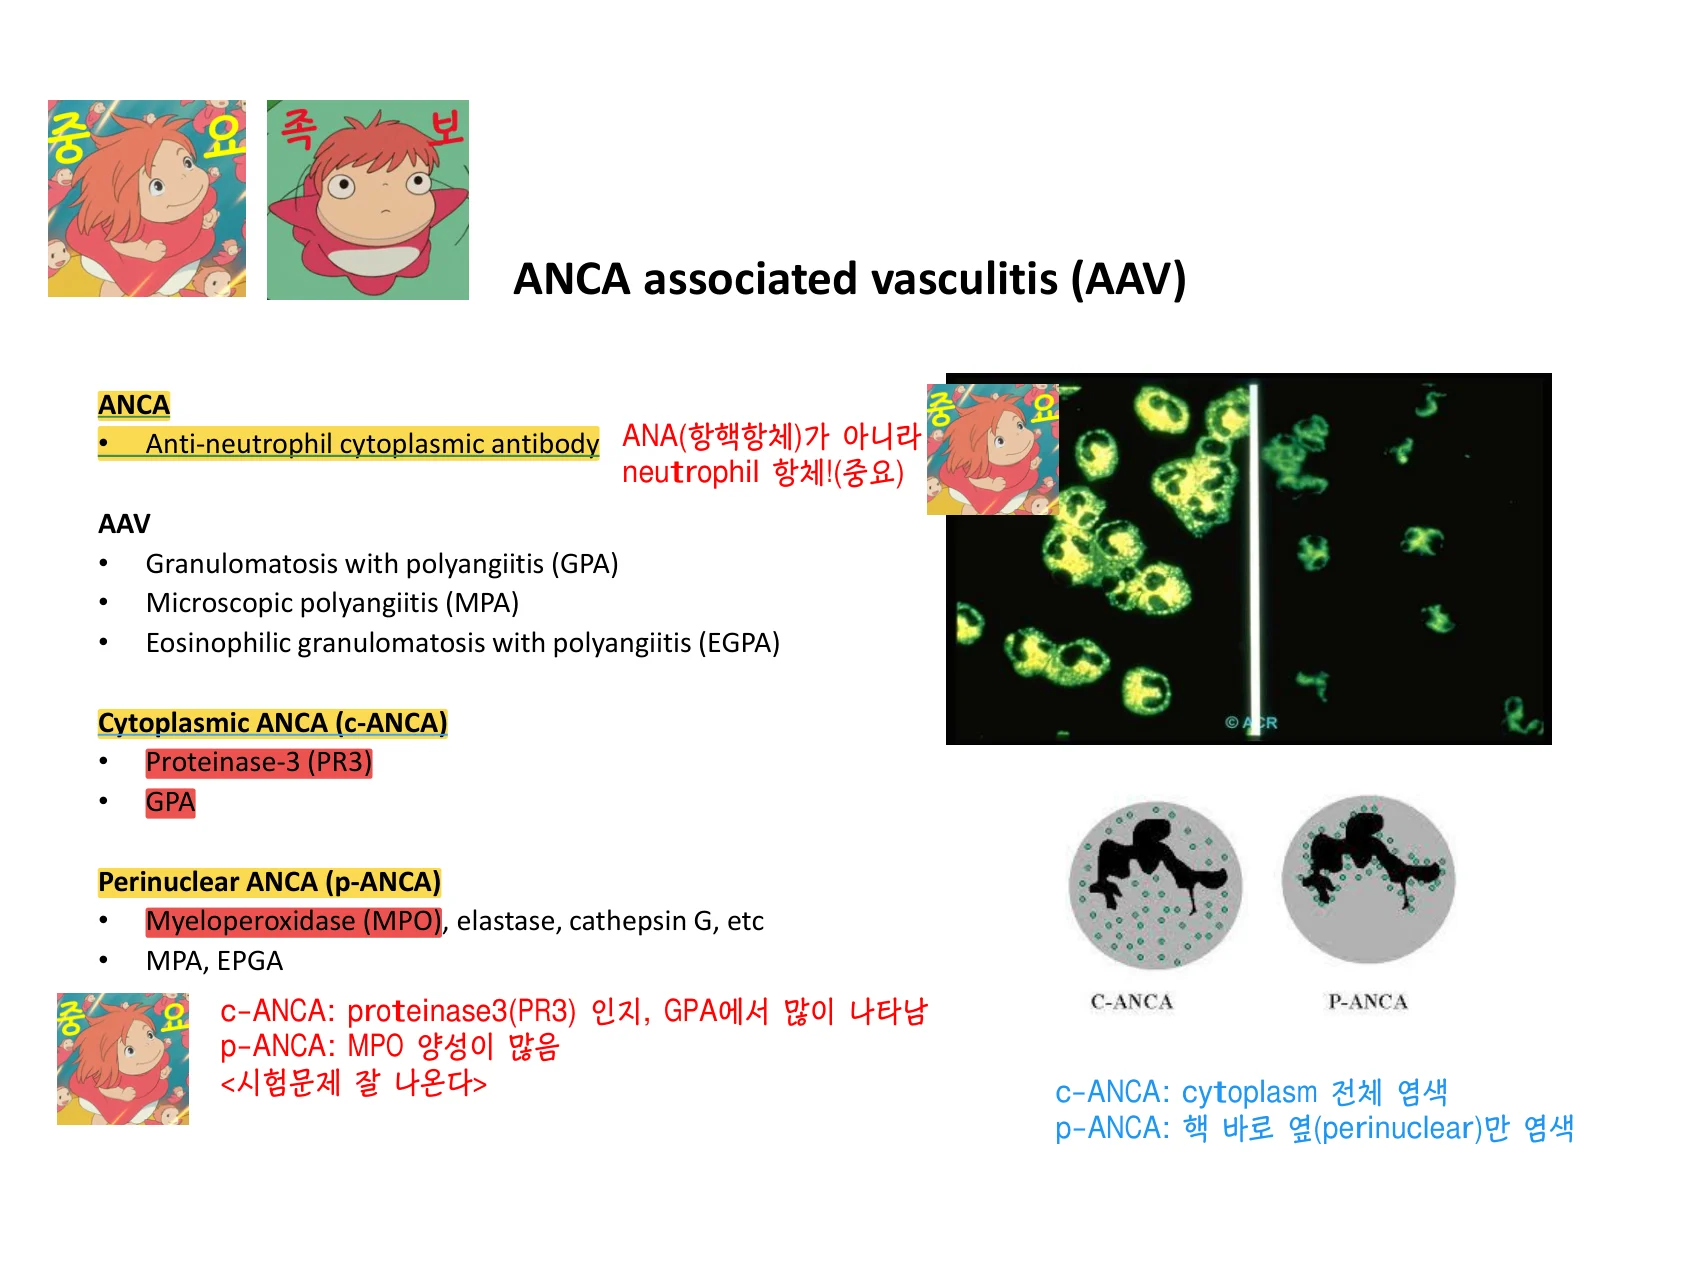 중요
족보
ANCA associated vasculitis (AAV)
ANCA
• Anti-neutrophil cytoplasmic antibody
ANA(항핵항체)가 아니라
neutrophil 항체!(중요)
중요
AAV
• Granulomatosis with polyangiitis (GPA)
• Microscopic polyangiitis (MPA)
• Eosinophilic granulomatosis with polyangiitis (EGPA)
Cytoplasmic ANCA (c-ANCA)
• Proteinase-3 (PR3)
• GPA
Perinuclear ANCA (p-ANCA)
• Myeloperoxidase (MPO), elastase, cathepsin G, etc
• MPA, EPGA
중요
c-ANCA: proteinase3(PR3) 인지, GPA에서 많이 나타남
p-ANCA: MPO 양성이 많음
<시험문제 잘 나온다>
© ACR
C-ANCA
P-ANCA
c-ANCA: cytoplasm 전체 염색
p-ANCA: 핵 바로 옆(perinuclear)만 염색